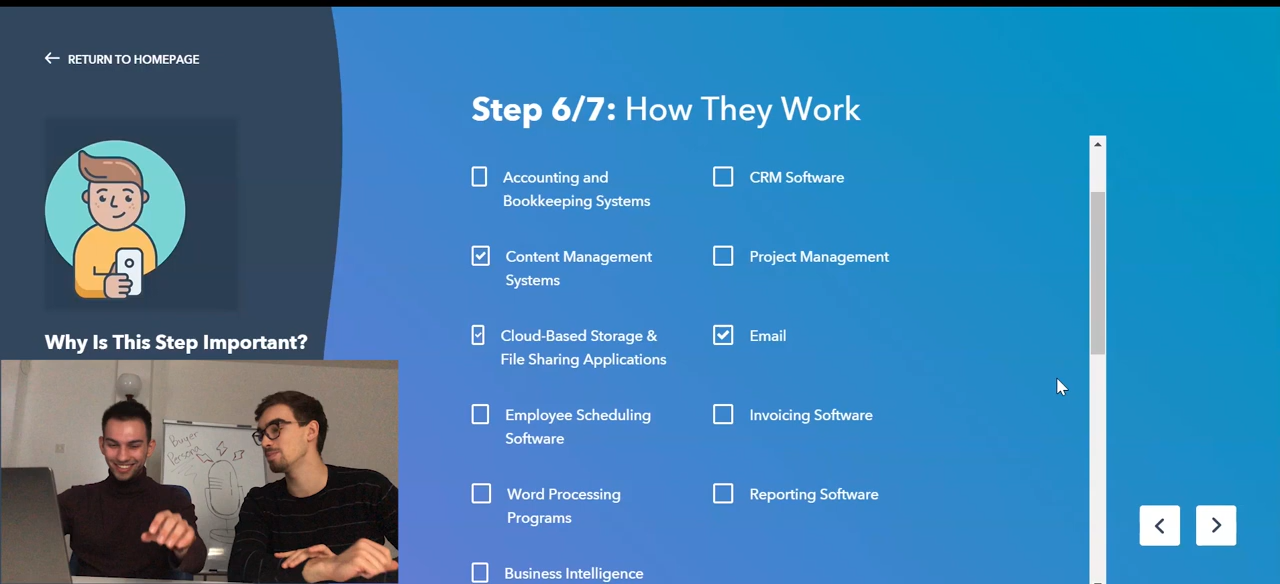 RETURN TO HOMEPAGE
Step 6/7: How They Work
Accounting and
Bookkeeping Systems
CRM Software
Content Management
Systems
Project Management
Cloud-Based Storage &
File Sharing Applications
Email
Employee Scheduling
Software
Invoicing Software
Word Processing
Programs
Reporting Software
Business Intelligence
Why Is This Step Important?
Buyer
Persona